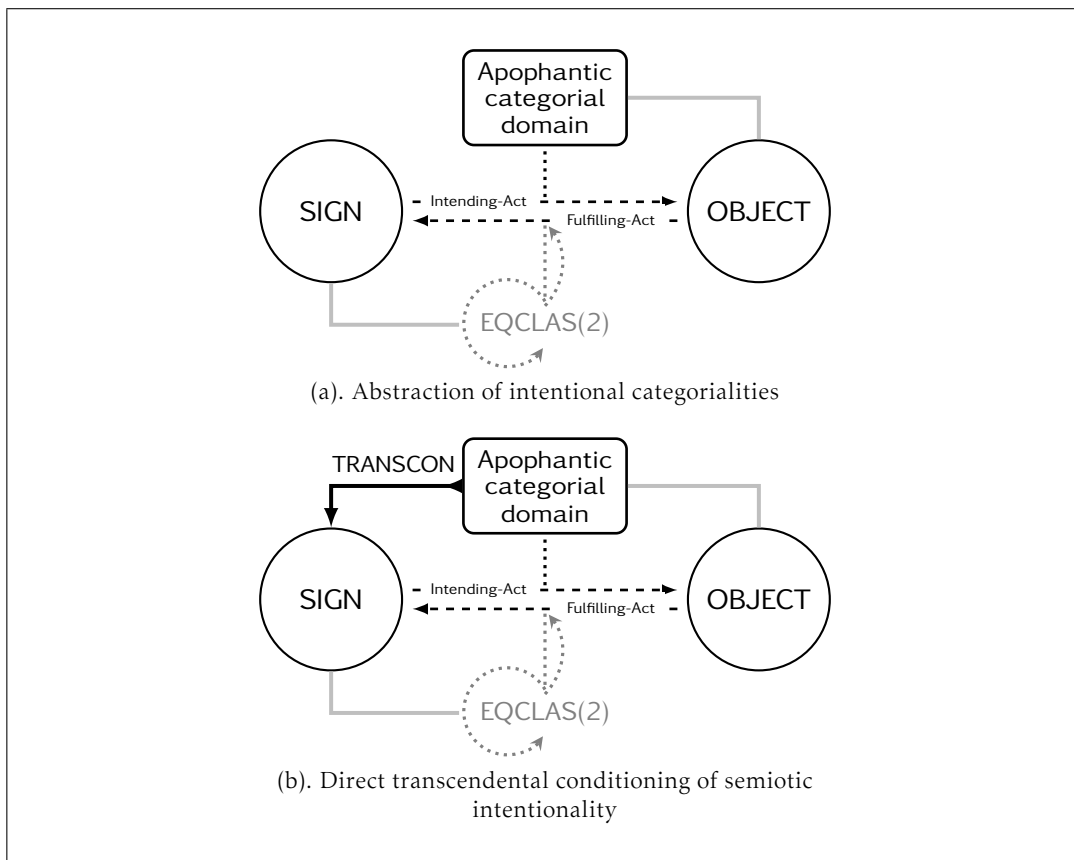 Apophantic
categorial
domain
SIGN
Intending-Act
Fulfilling-Act
OBJECT
EQCLAS(2)
(a). Abstraction of intentional categorialities
TRANSCON
Apophantic
categorial
domain
SIGN
Intending-Act
Fulfilling-Act
OBJECT
EQCLAS(2)
(b). Direct transcendental conditioning of semiotic
intentionality